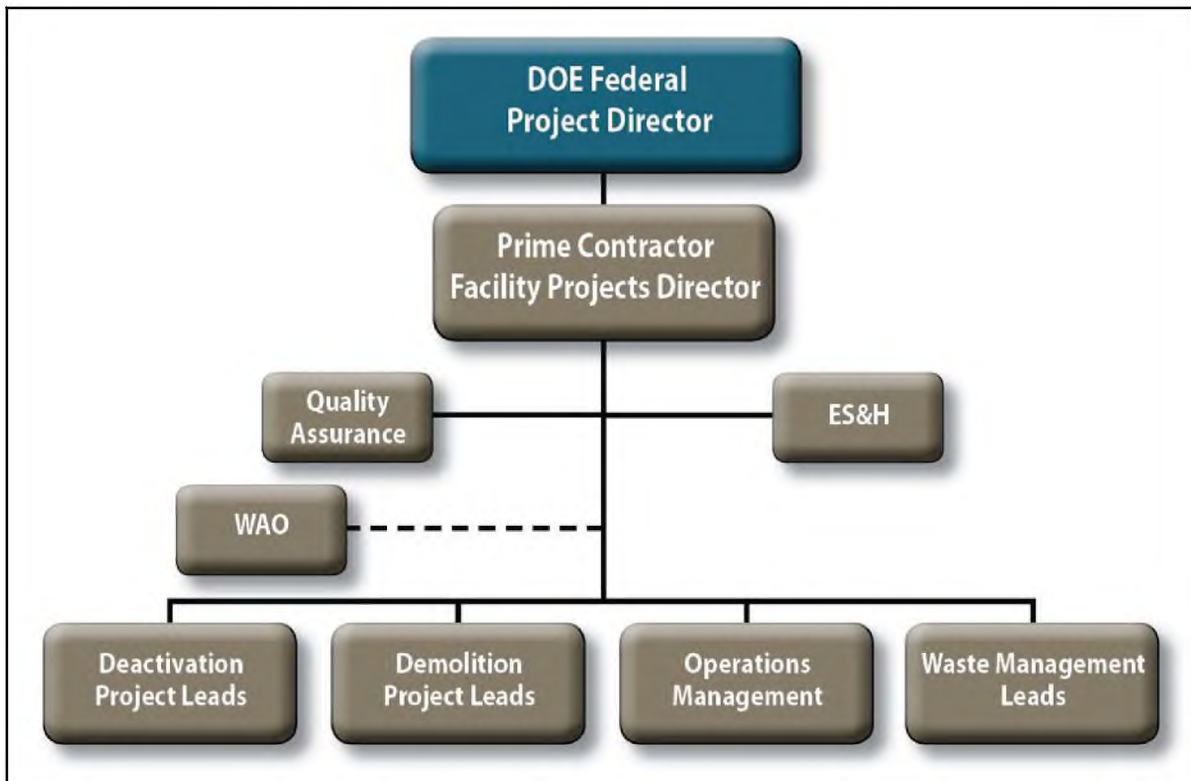 DOE Federal
Project Director
Prime Contractor
Facility Projects Director
Quality
Assurance
ES&H
WAO
Deactivation
Project Leads
Demolition
Project Leads
Operations
Management
Waste Management
Leads